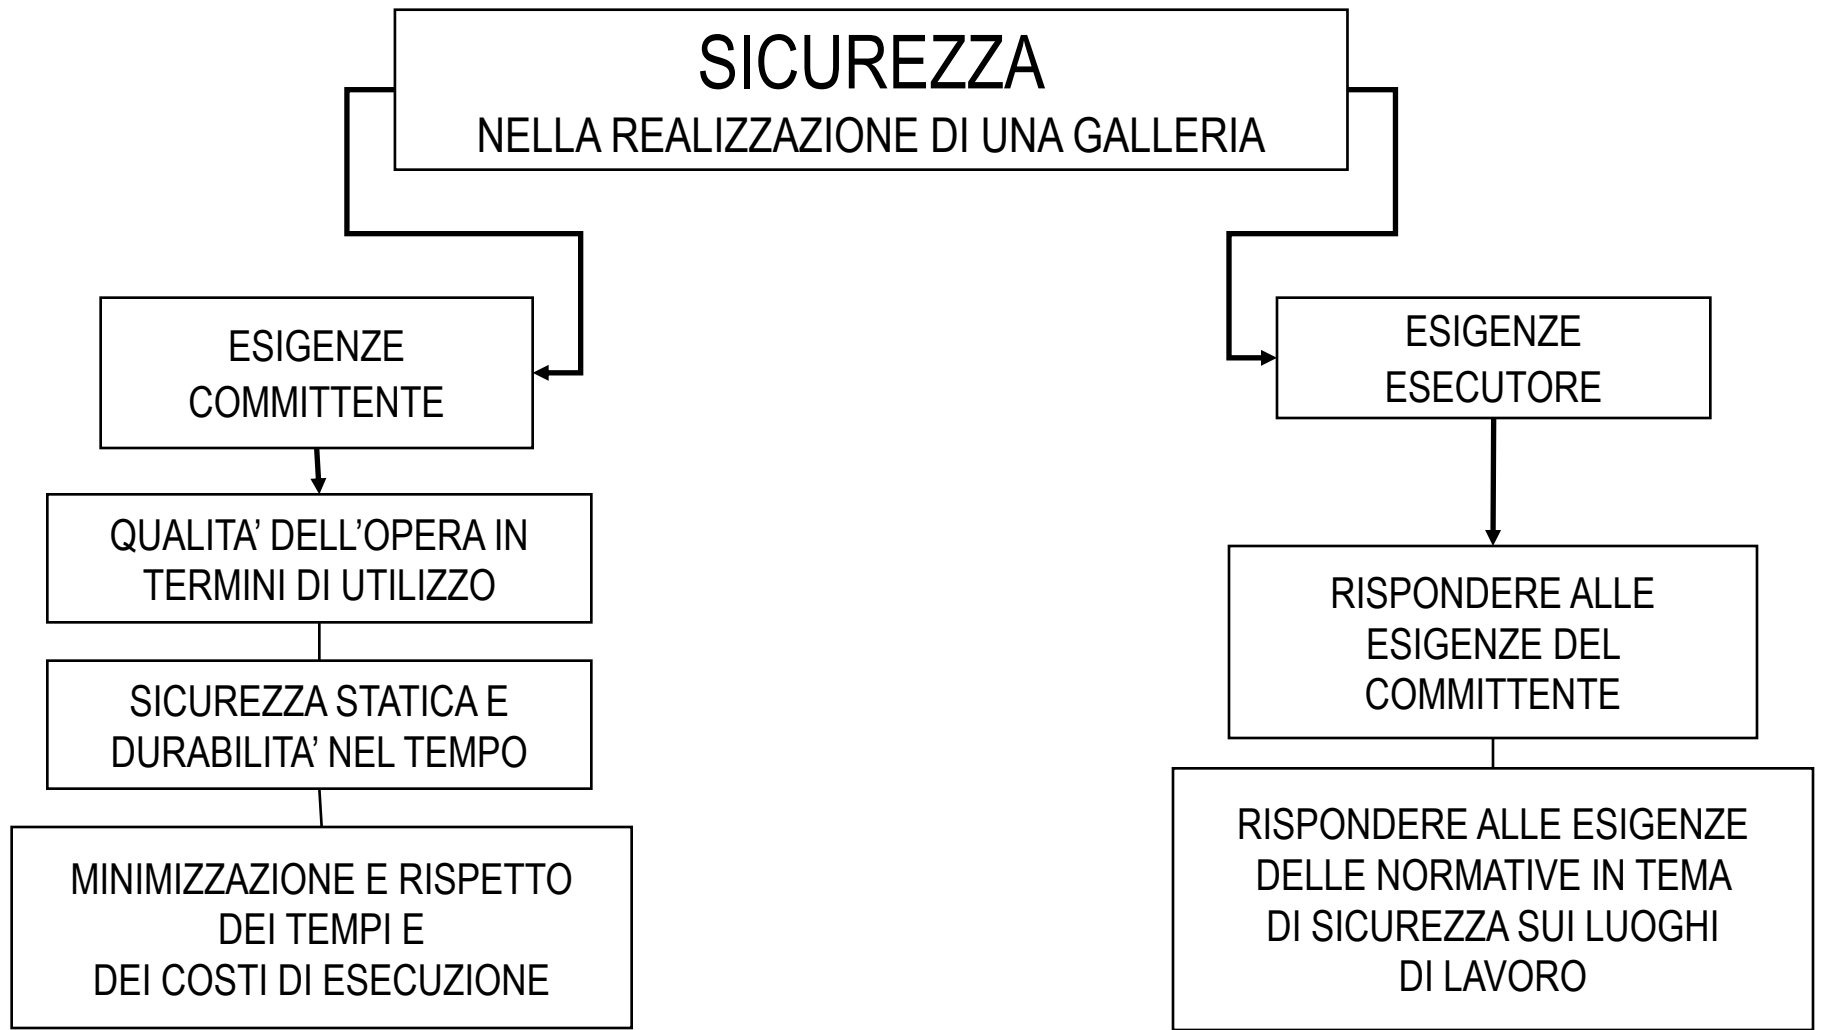 SICUREZZA
NELLA REALIZZAZIONE DI UNA GALLERIA
ESIGENZE
COMMITTENTE
QUALITA’ DELL’OPERA IN
TERMINI DI UTILIZZO
SICUREZZA STATICA E
DURABILITA’ NEL TEMPO
MINIMIZZAZIONE E RISPETTO
DEI TEMPI E
DEI COSTI DI ESECUZIONE
ESIGENZE
ESECUTORE
RISPONDERE ALLE
ESIGENZE DEL
COMMITTENTE
RISPONDERE ALLE ESIGENZE
DELLE NORMATIVE IN TEMA
DI SICUREZZA SUI LUOGHI
DI LAVORO